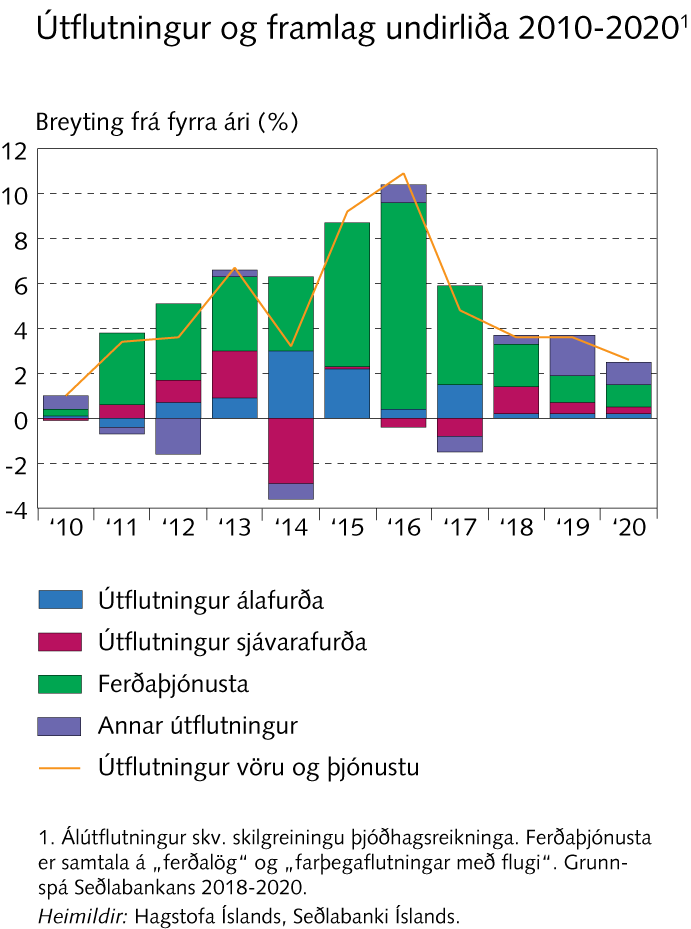 Útflutningur og framlag undirliða 2010-2020¹
Breyting frá fyrra ári (%)
12
10
8
6
4
2
0
-2
-4
‘10 ‘11 ‘12 ‘13 ‘14 ‘15 ‘16 ‘17 ‘18 ‘19 ‘20
Útflutningur álafurða
Útflutningur sjávarafurða
Ferðaþjónusta
Annar útflutningur
Útflutningur vöru og þjónustu
1. Álútflutningur skv. skilgreiningu þjóðhagsreikninga. Ferðaþjónusta
er samtala á „ferðalög“ og „farþegaflutningar með flugi“. Grunn-
spá Seðlabankans 2018-2020.
Heimildir: Hagstofa Íslands, Seðlabanki Íslands.